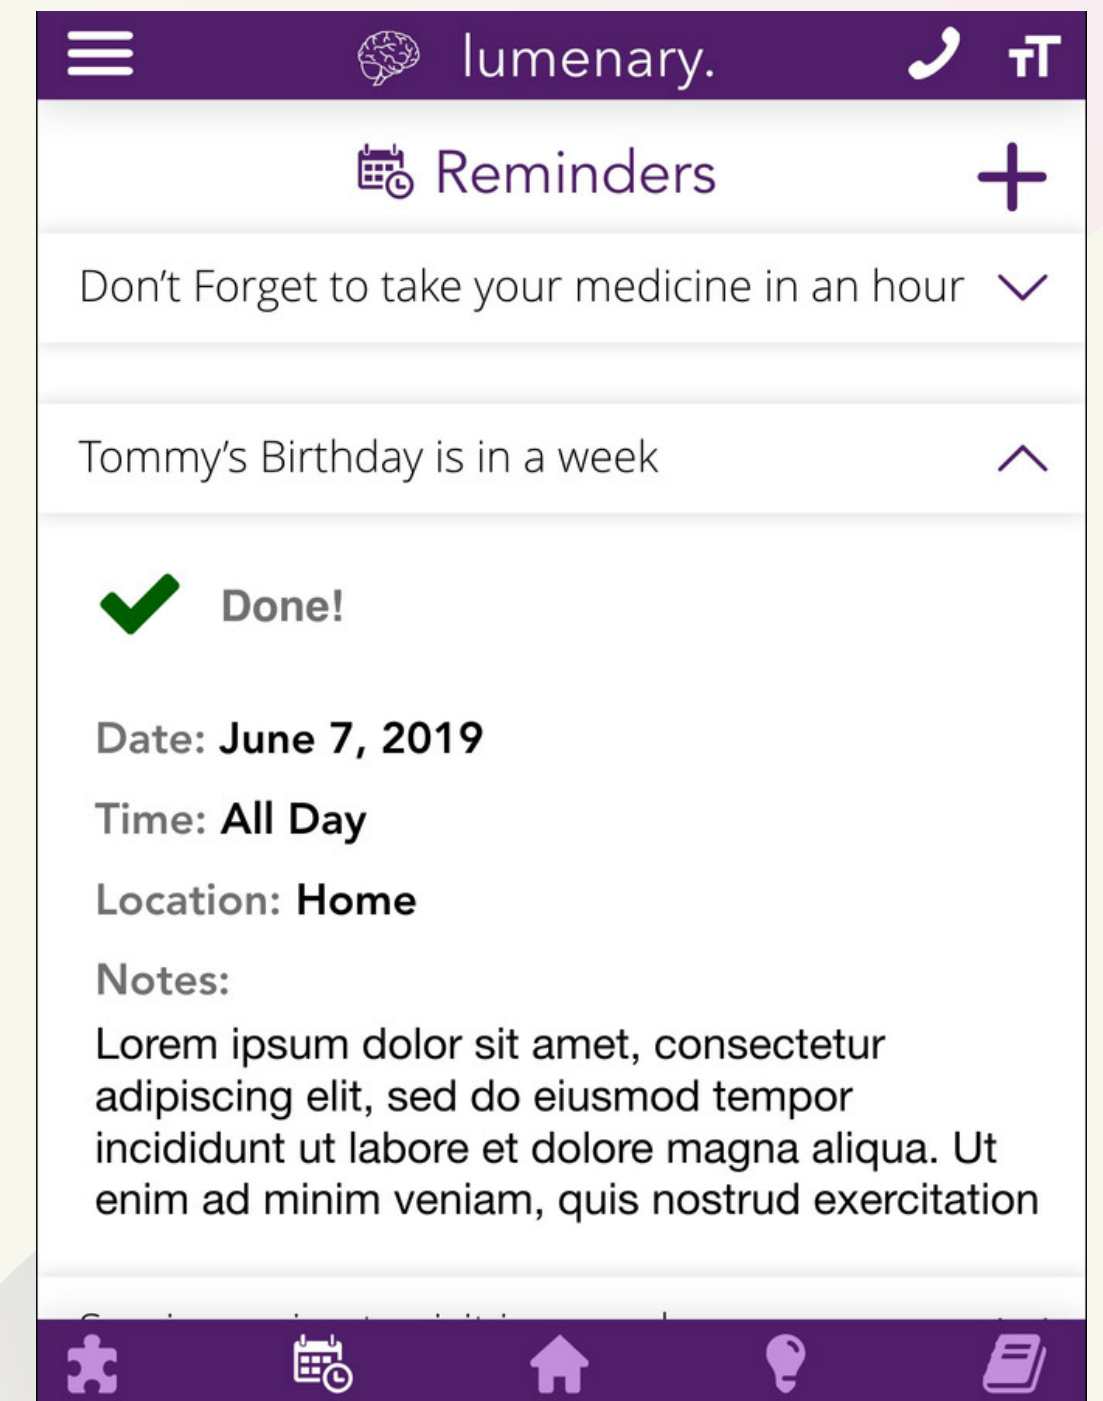 lumenary.
Reminders
Don't Forget to take your medicine in an hour
Tommy's Birthday is in a week
Done!
Date: June 7, 2019
Time: All Day
Location: Home
Notes:
Lorem ipsum dolor sit amet, consectetur
adipiscing elit, sed do eiusmod tempor
incididunt ut labore et dolore magna aliqua. Ut
enim ad minim veniam, quis nostrud exercitation